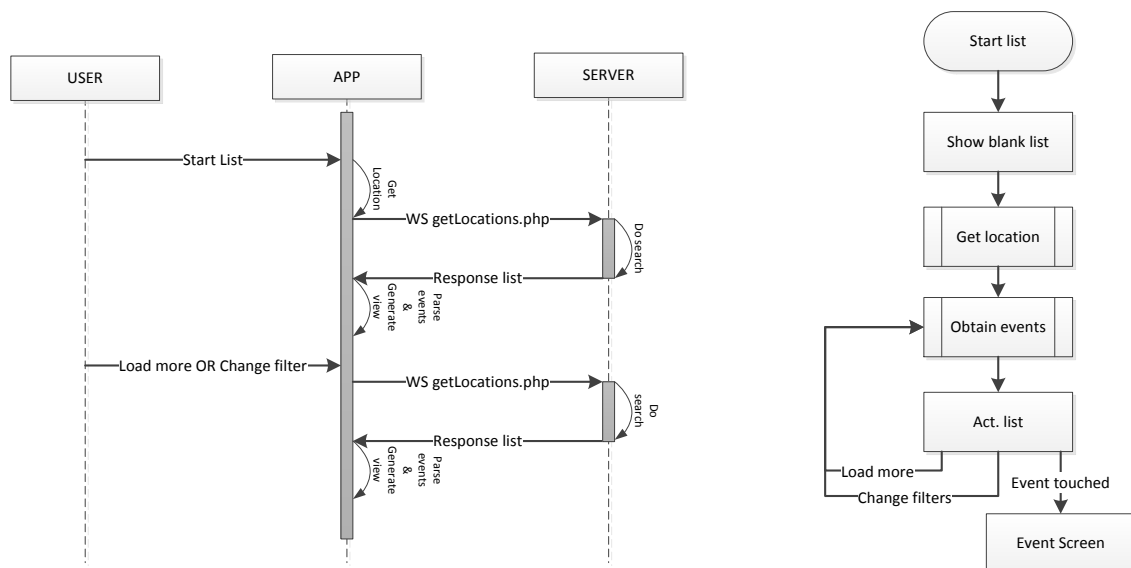 USER
APP
SERVER
Start List
Get
Location
WS getLocations.php
Do search
Response list
Parse
events
&
Generate
view
Load more OR Change filter
WS getLocations.php
Do
search
Response list
Parse
events
&
Generate
view
Start list
Show blank list
Get location
Obtain events
Act. list
Load more
Change filters
Event touched
Event Screen